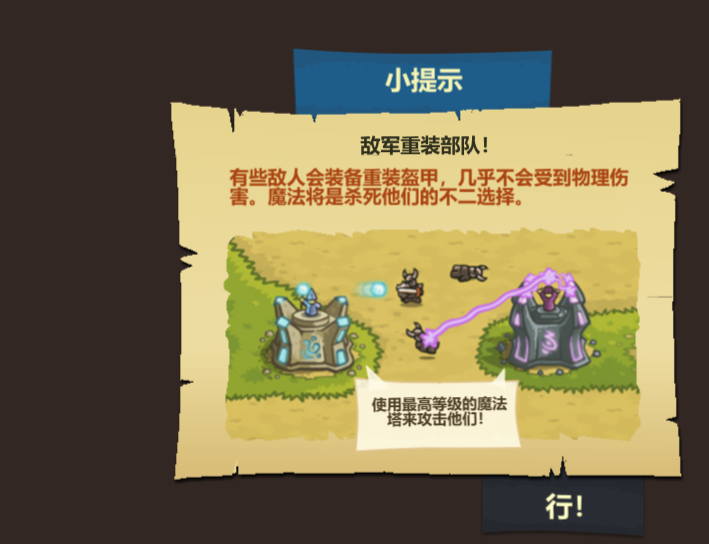 小提示
敌军重装部队!
有些敌人会装备重装盔甲，几乎不会受到物理伤
害。魔法将是杀死他们的不二选择。
使用最高等级的魔法
塔来攻击他们!
行!